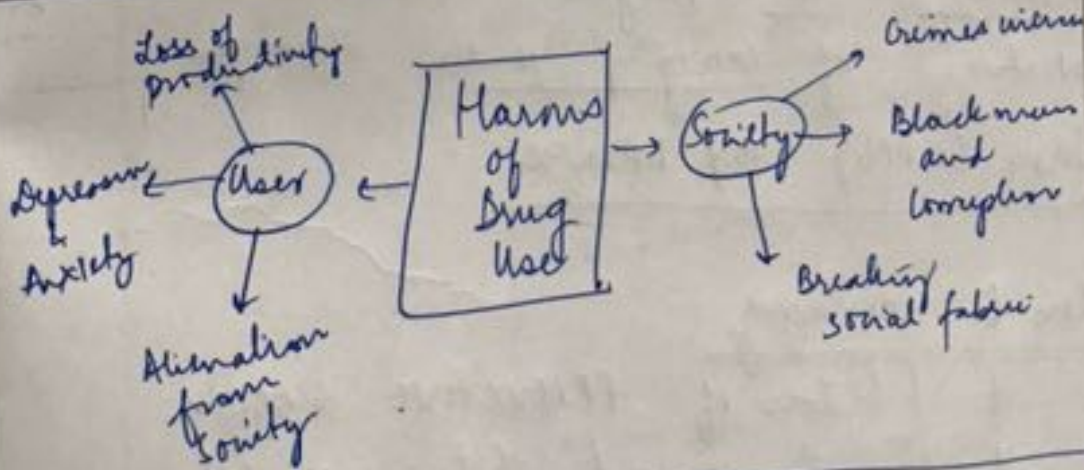 Loss of
productivity
User
Depression
&
Anxiety
Alienation
from
Society
Harms
of
Drug
Use
Society
Crimes
Black
and
Corruption
Breaking
social fabric